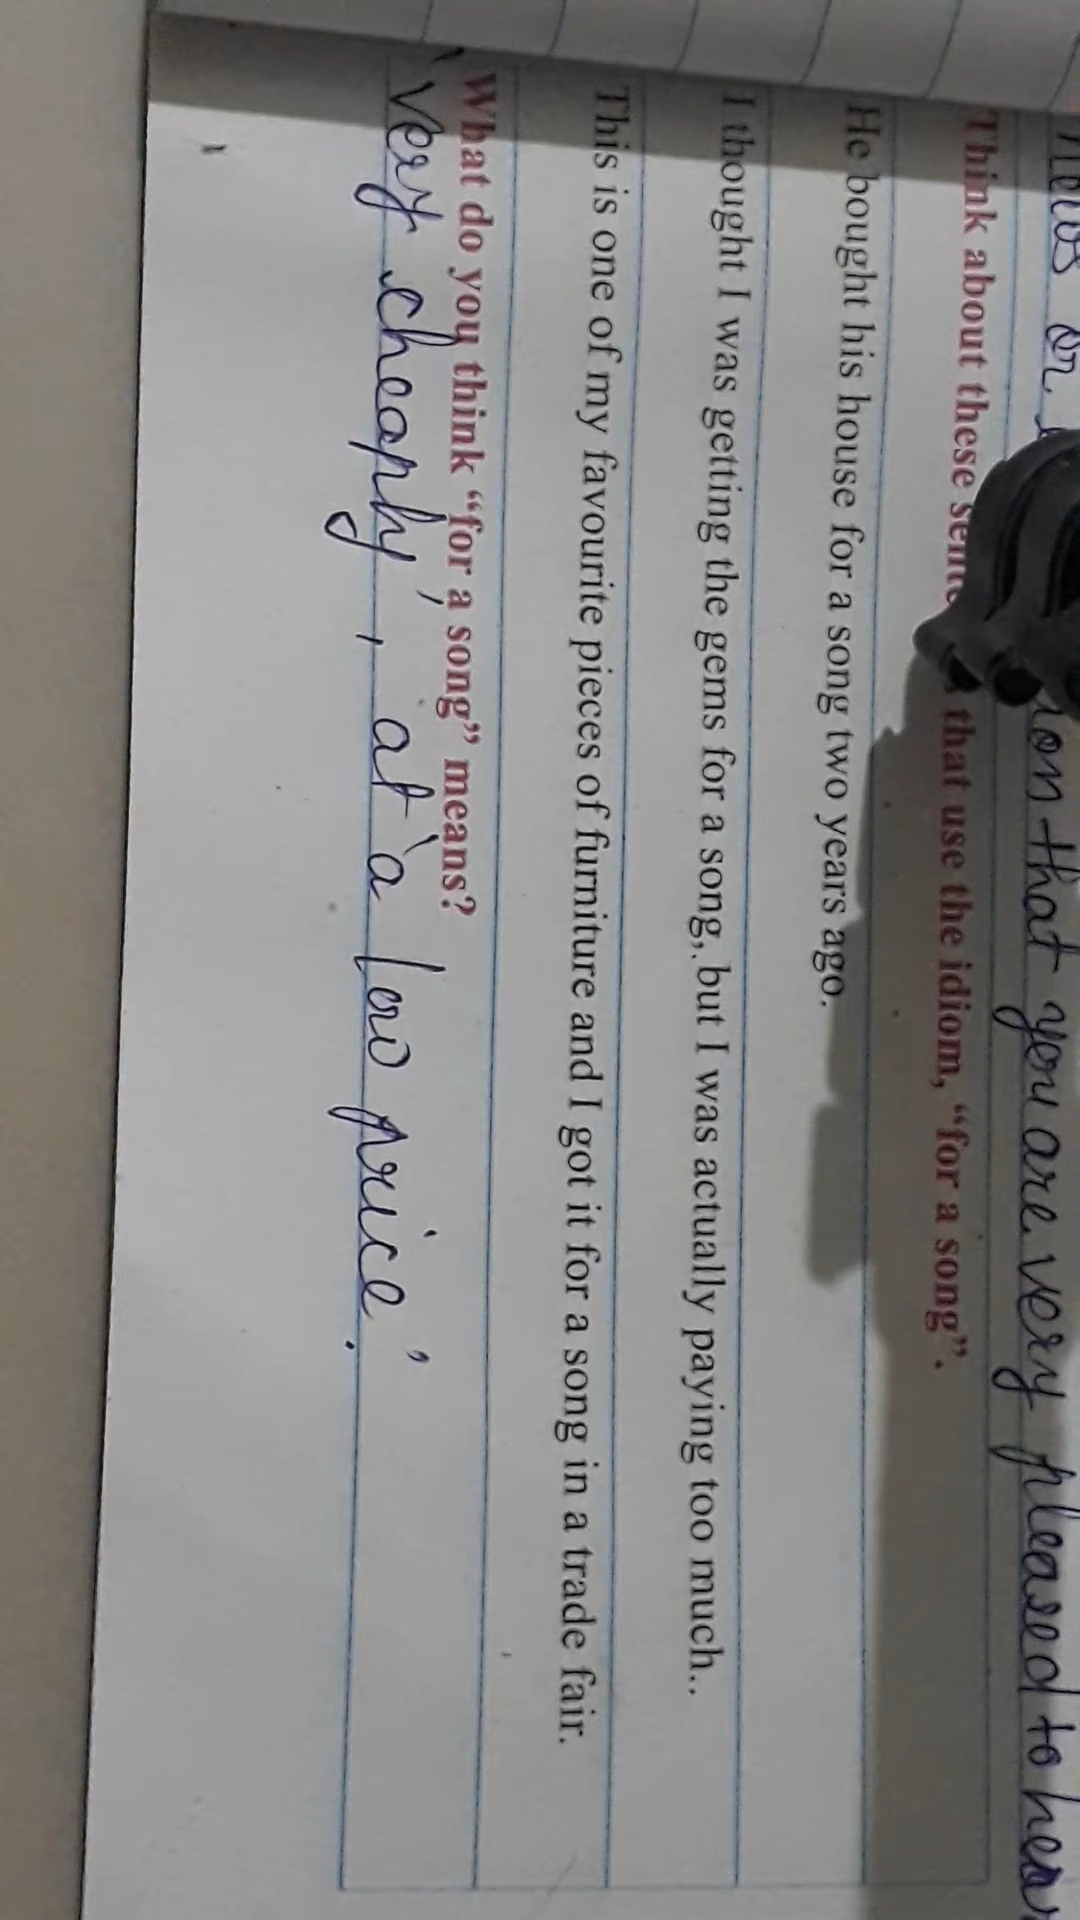 on that you are very pleased to hear
Think about these that use the idiom, “for a song”.
He bought his house for a song two years ago.
I thought I was getting the gems for a song, but I was actually paying too much..
This is one of my favourite pieces of furniture and I got it for a song in a trade fair.
What do you think “for a song” means?
'very cheaply', at 'a low price'.